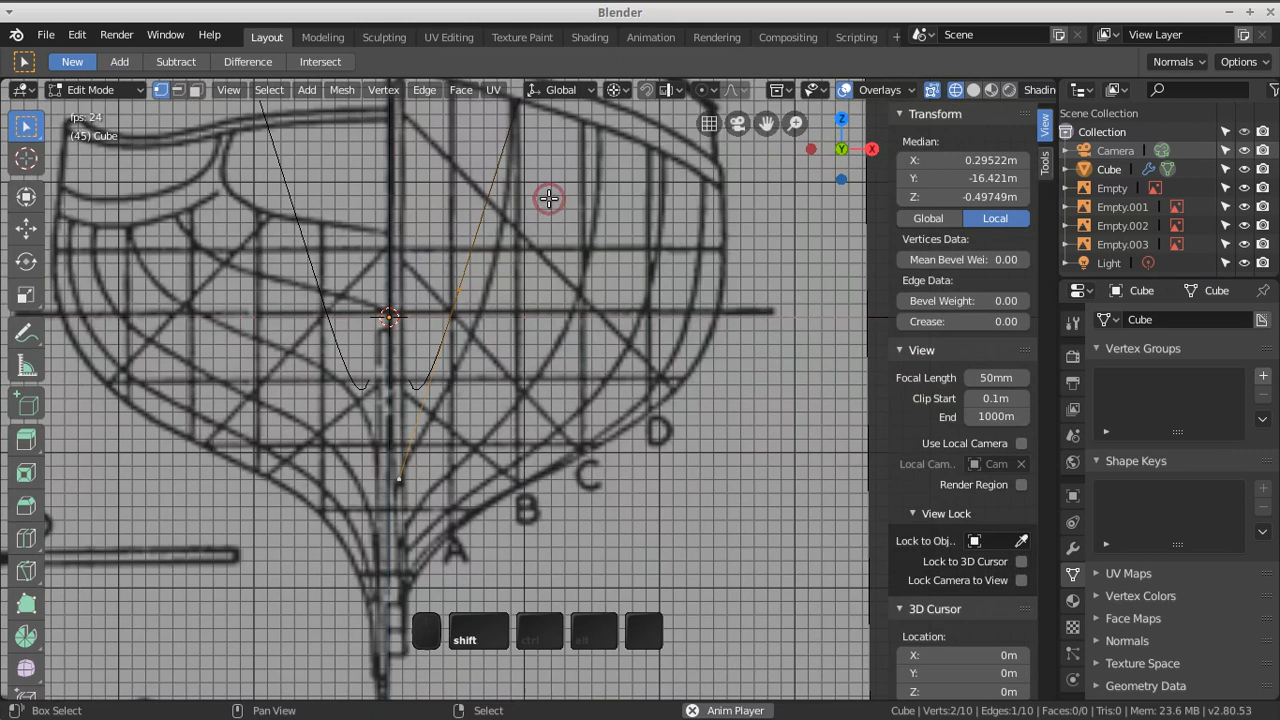 Blender
File Edit Render Window Help Layout Modeling Sculpting UV Editing Texture Paint Shading Animation Rendering Compositing Scripting Scene View Layer
New Add Subtract Difference Intersect Normals Options
Edit Mode View Select Add Mesh Vertex Edge Face UV Global Overlays Shadin
fps: 24
(45) Cube
Z
Y
X
A
B
C
D
shift ctrl alt
View
Tools
Transform
Median:
X: 0.29522m
Y: -16.421m
Z: -0.49749m
Global Local
Vertices Data:
Mean Bevel Wei: 0.00
Edge Data:
Bevel Weight: 0.00
Crease: 0.00
View
Focal Length 50mm
Clip Start 0.1m
End 1000m
Use Local Camera
Local Cam.. Cam
Render Region
View Lock
Lock to Obj..
Lock to 3D Cursor
Lock Camera to View
3D Cursor
Location:
X: 0m
Y: 0m
Z: 0m
Scene Collection
Collection
Camera
Cube
Empty
Empty.001
Empty.002
Empty.003
Light
Cube Cube
Cube
Vertex Groups
Shape Keys
UV Maps
Vertex Colors
Face Maps
Normals
Texture Space
Geometry Data
Box Select Pan View Select Anim Player Cube | Verts:2/10 | Edges:1/10 | Faces:0/0 | Tris:0 | Mem: 23.6 MB | v2.80.53